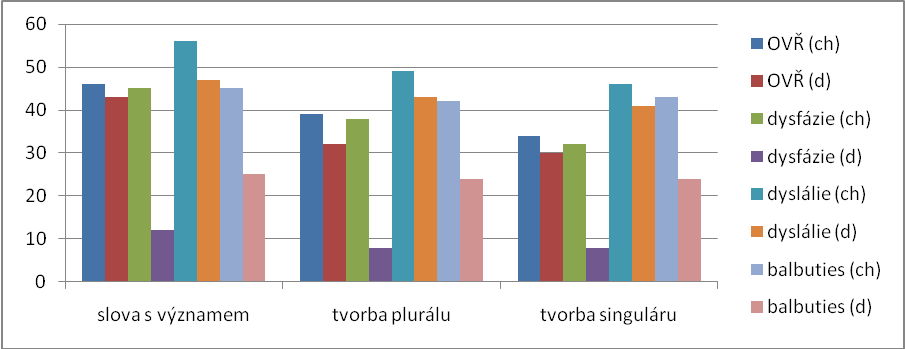 60
50
40
30
20
10
0
slova s významem
tvorba plurálu
tvorba singuláru
OVŘ (ch)
OVŘ (d)
dysfázie (ch)
dysfázie (d)
dyslálie (ch)
dyslálie (d)
balbuties (ch)
balbuties (d)